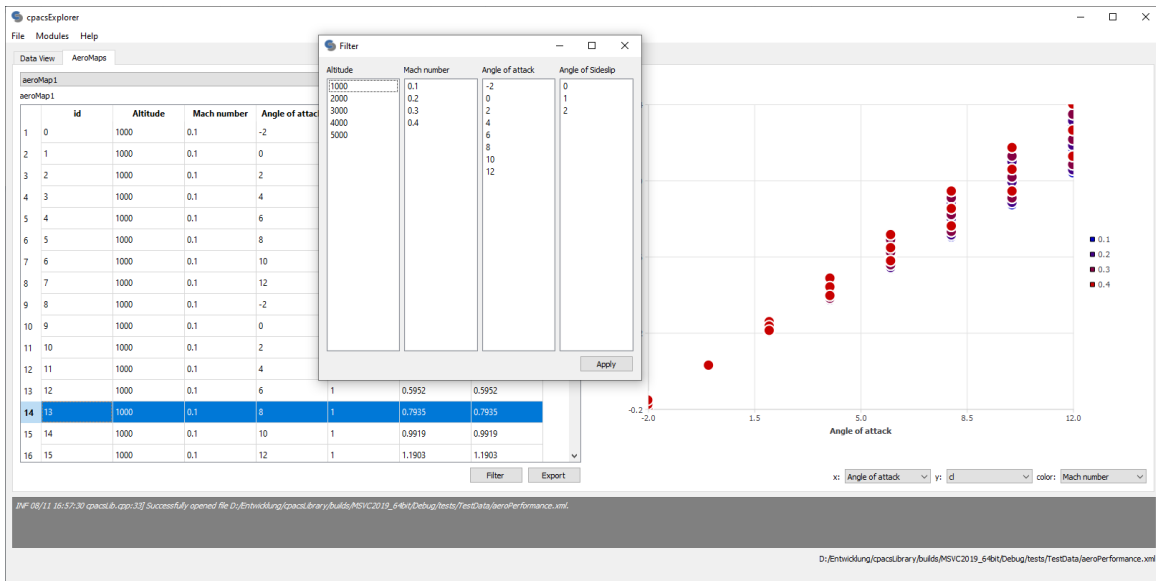 cpacsExplorer
File Modules Help
Data View AeroMaps
aeroMap1
aeroMap1
id Altitude Mach number Angle of attac
1 0 1000 0.1 -2
2 1 1000 0.1 0
3 2 1000 0.1 2
4 3 1000 0.1 4
5 4 1000 0.1 6
6 5 1000 0.1 8
7 6 1000 0.1 10
8 7 1000 0.1 12
9 8 1000 0.1 -2
10 9 1000 0.1 0
11 10 1000 0.1 2
12 11 1000 0.1 4
13 12 1000 0.1 6 1 0.5952 0.5952
14 13 1000 0.1 8 1 0.7935 0.7935
15 14 1000 0.1 10 1 0.9919 0.9919
16 15 1000 0.1 12 1 1.1903 1.1903
Filter Export
Filter
Altitude Mach number Angle of attack Angle of Sideslip
1000 0.1 -2 0
2000 0.2 0 1
3000 0.3 2 2
4000 0.4 4
5000 6
8
10
12
Apply
0.1
0.2
0.3
0.4
-0.2
-2.0 1.5 5.0 8.5 12.0
Angle of attack
x: Angle of attack y: cl color: Mach number
INF 08/11 16:57:30 cpacsLib.cpp:33] Successfully opened file D:/Entwicklung/cpacsLibrary/builds/MSVC2019_64bit/Debug/tests/TestData/aeroPerformance.xml.
D:/Entwicklung/cpacsLibrary/builds/MSVC2019_64bit/Debug/tests/TestData/aeroPerformance.xml